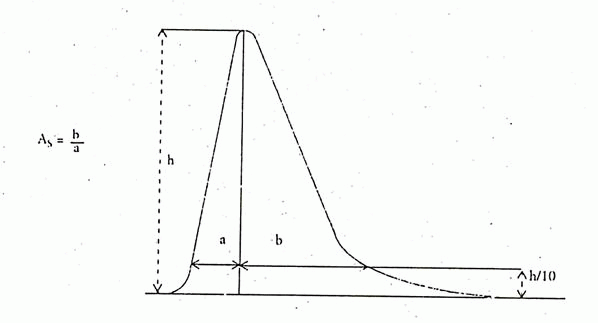 As = b/a
h
a
b
h/10